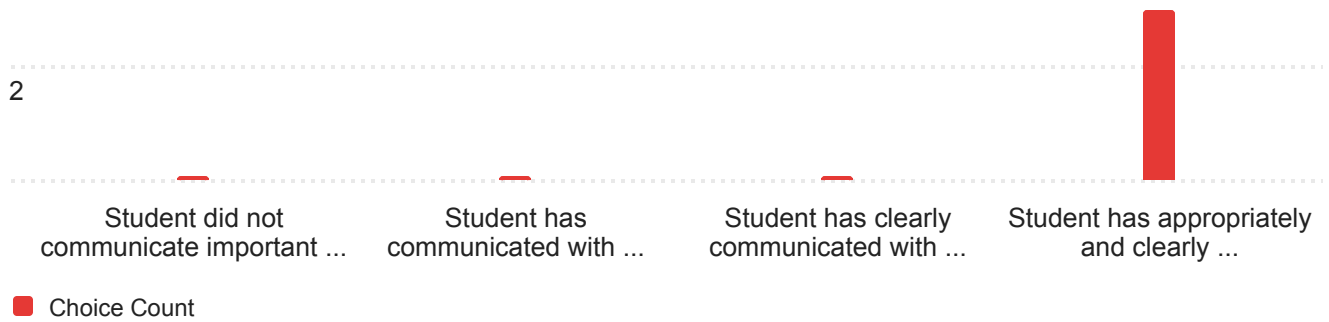 2
Student did not
communicate important ...
Student has
communicated with ...
Student has clearly
communicated with ...
Student has appropriately
and clearly ...
Choice Count